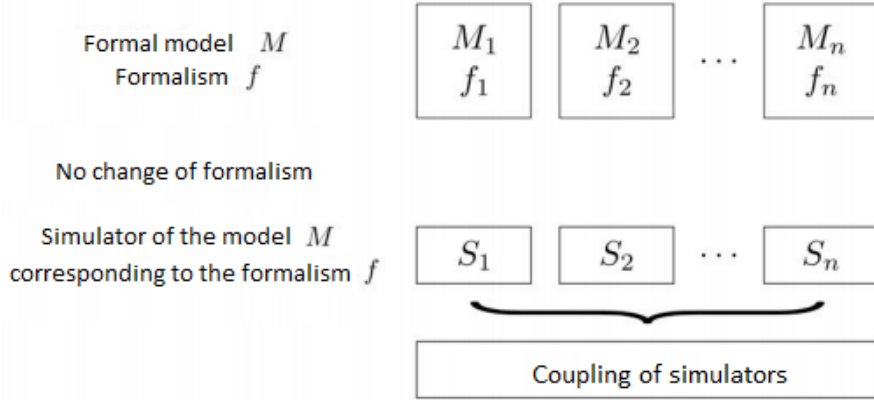 Formal model M
Formalism f
M₁ M₂ ... Mₙ
f₁ f₂ fₙ
No change of formalism
Simulator of the model M
corresponding to the formalism f
S₁ S₂ ... Sₙ
Coupling of simulators